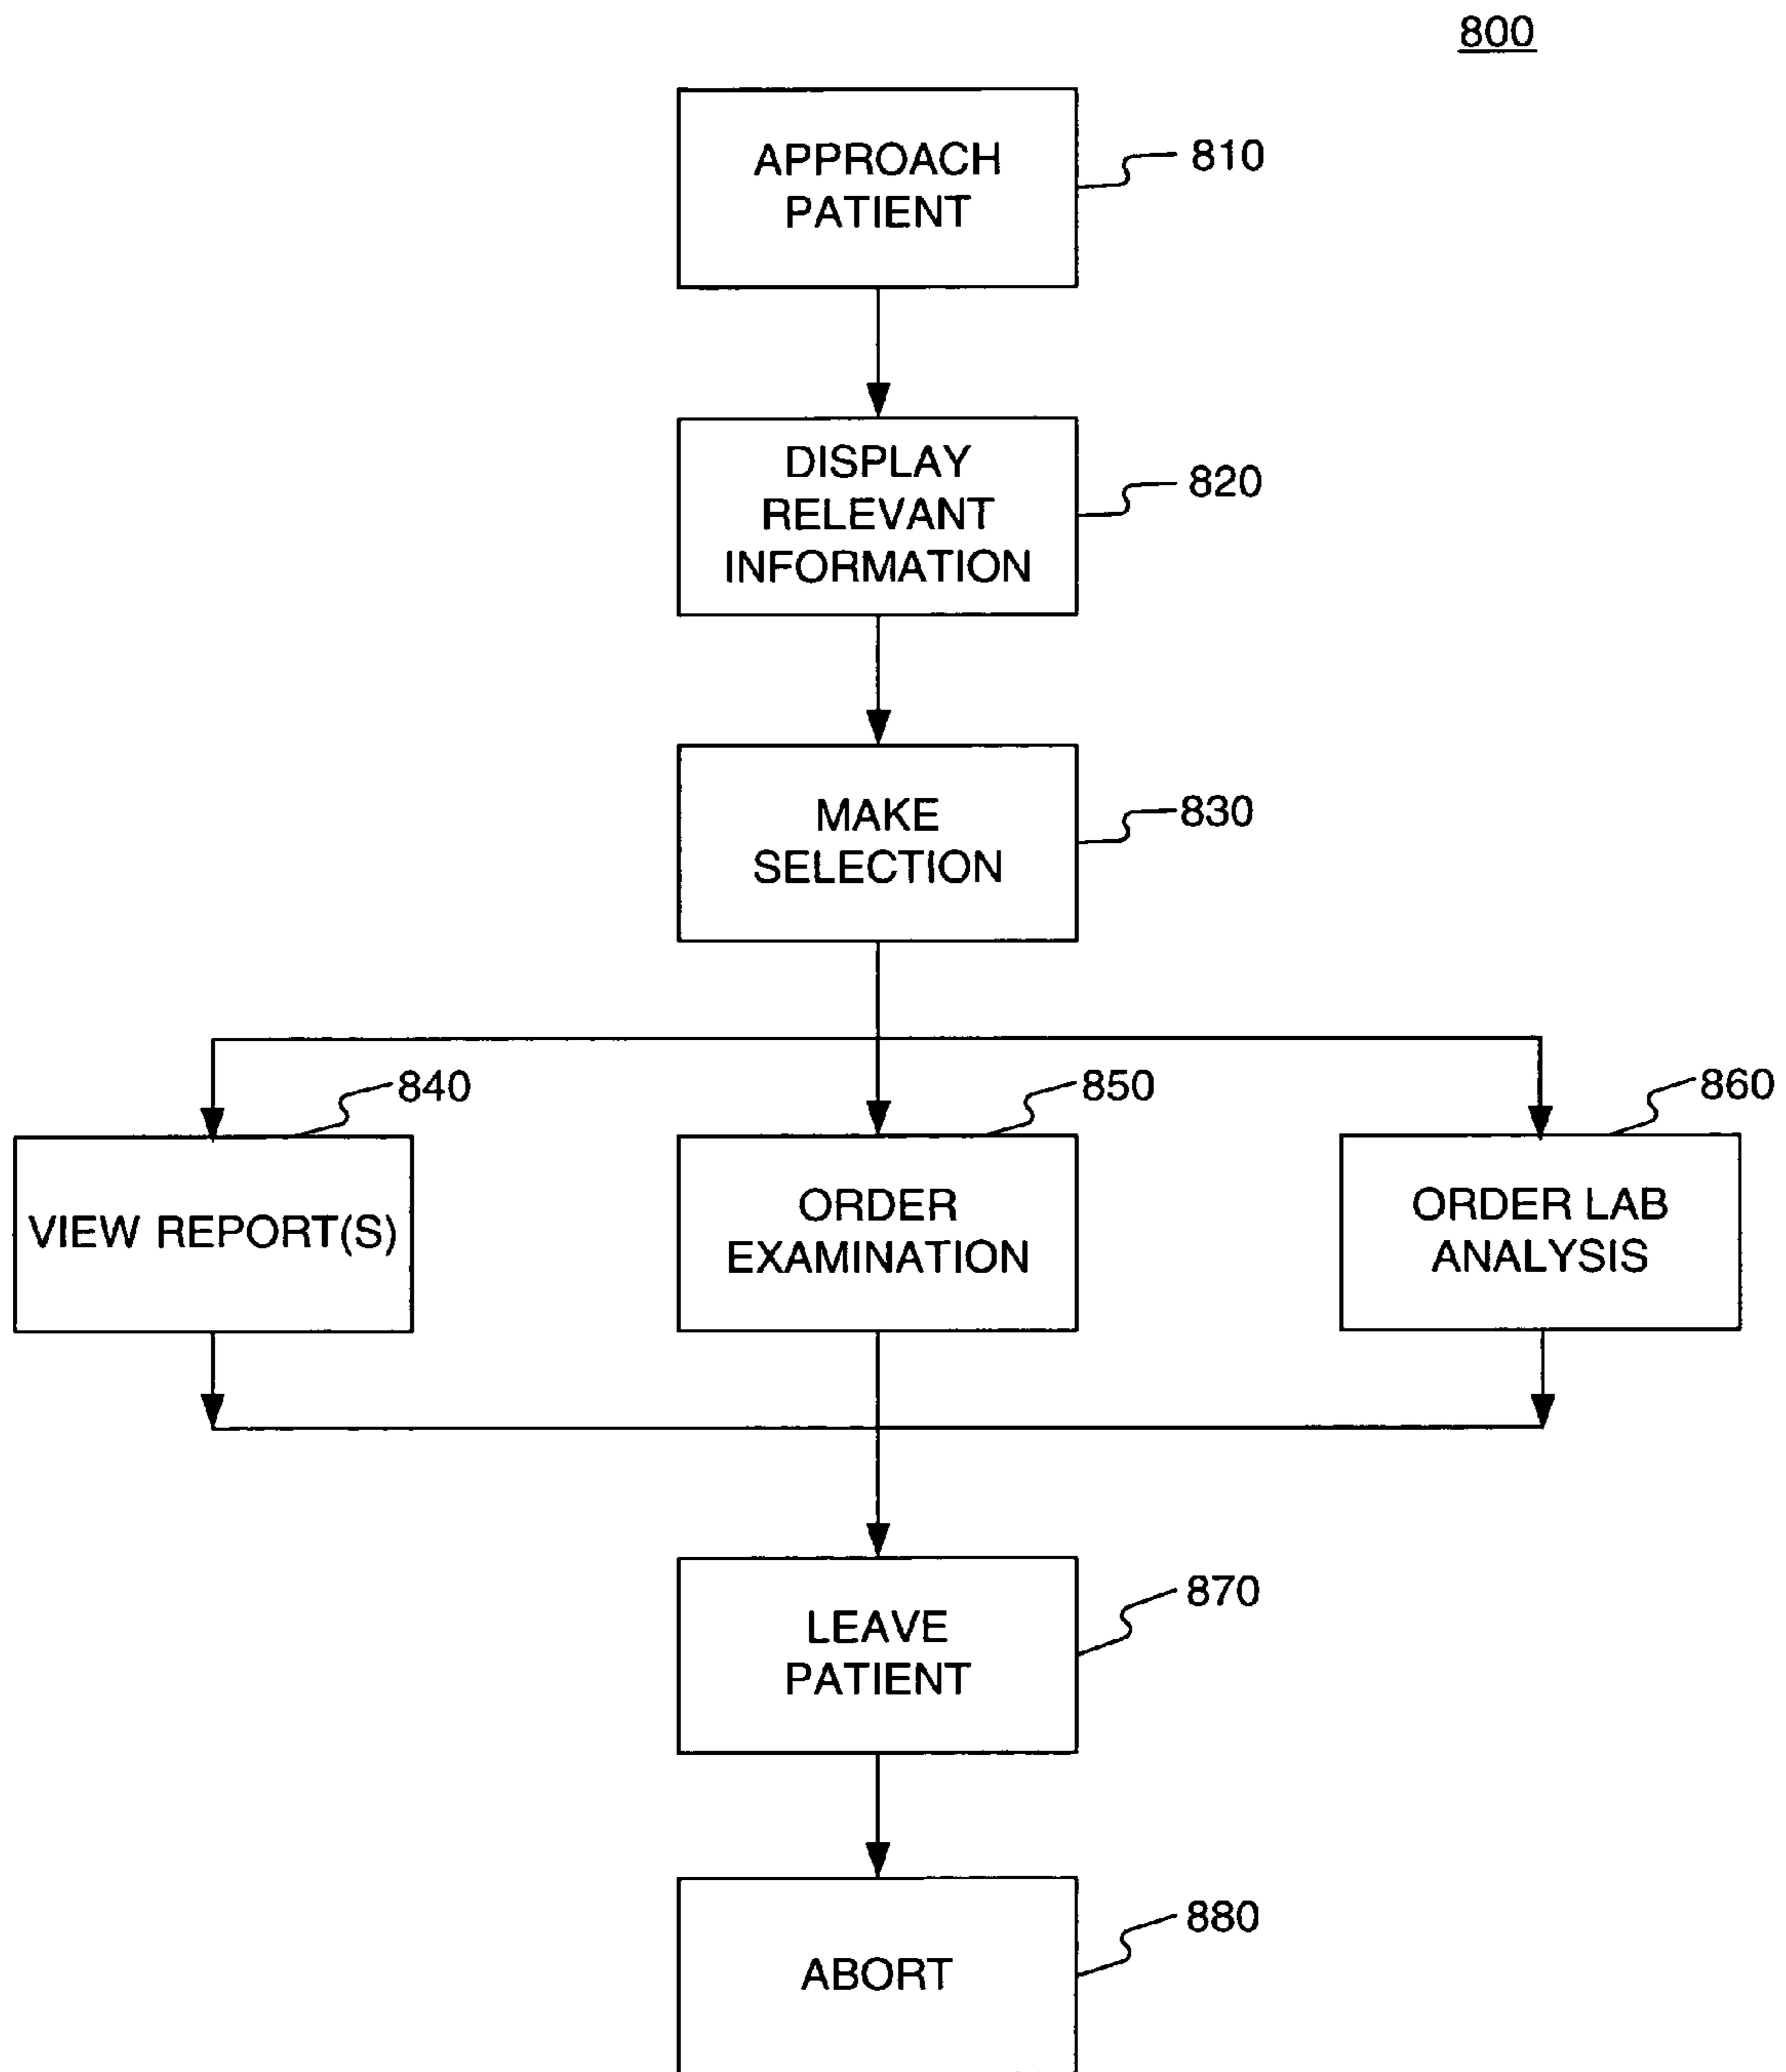 800
APPROACH
PATIENT
810
DISPLAY
RELEVANT
INFORMATION
820
MAKE
SELECTION
830
840
850
860
VIEW REPORT(S)
ORDER
EXAMINATION
ORDER LAB
ANALYSIS
LEAVE
PATIENT
870
ABORT
880